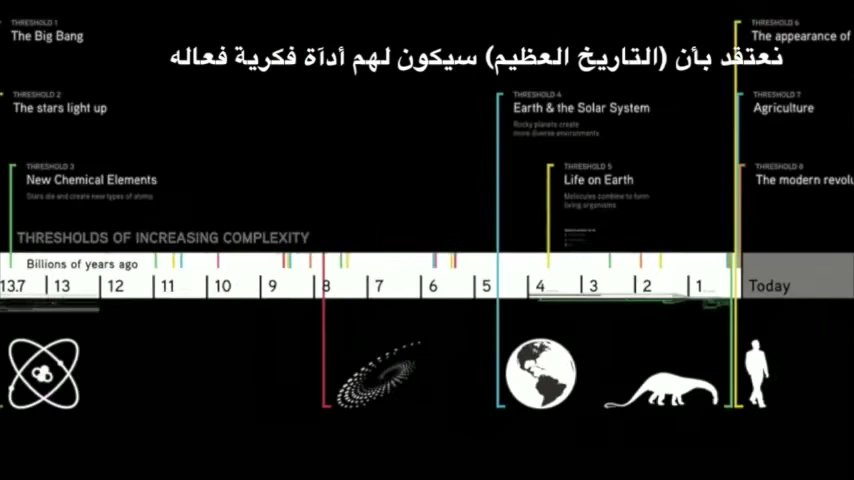 THRESHOLD 1
The Big Bang
THRESHOLD 6
The appearance of
نعتقد بأن (التاريخ العظيم) سيكون لهم أداَة فكرية فعاله
THRESHOLD 2
The stars light up
THRESHOLD 4
Earth & the Solar System
Rocky planets create
more diverse environments
THRESHOLD 7
Agriculture
THRESHOLD 3
New Chemical Elements
Stars die and create new types of atoms
THRESHOLD 5
Life on Earth
Molecules combine to form
living organisms
THRESHOLD 8
The modern revolu
THRESHOLDS OF INCREASING COMPLEXITY
Billions of years ago
13.7 13 12 11 10 9 8 7 6 5 4 3 2 1 Today